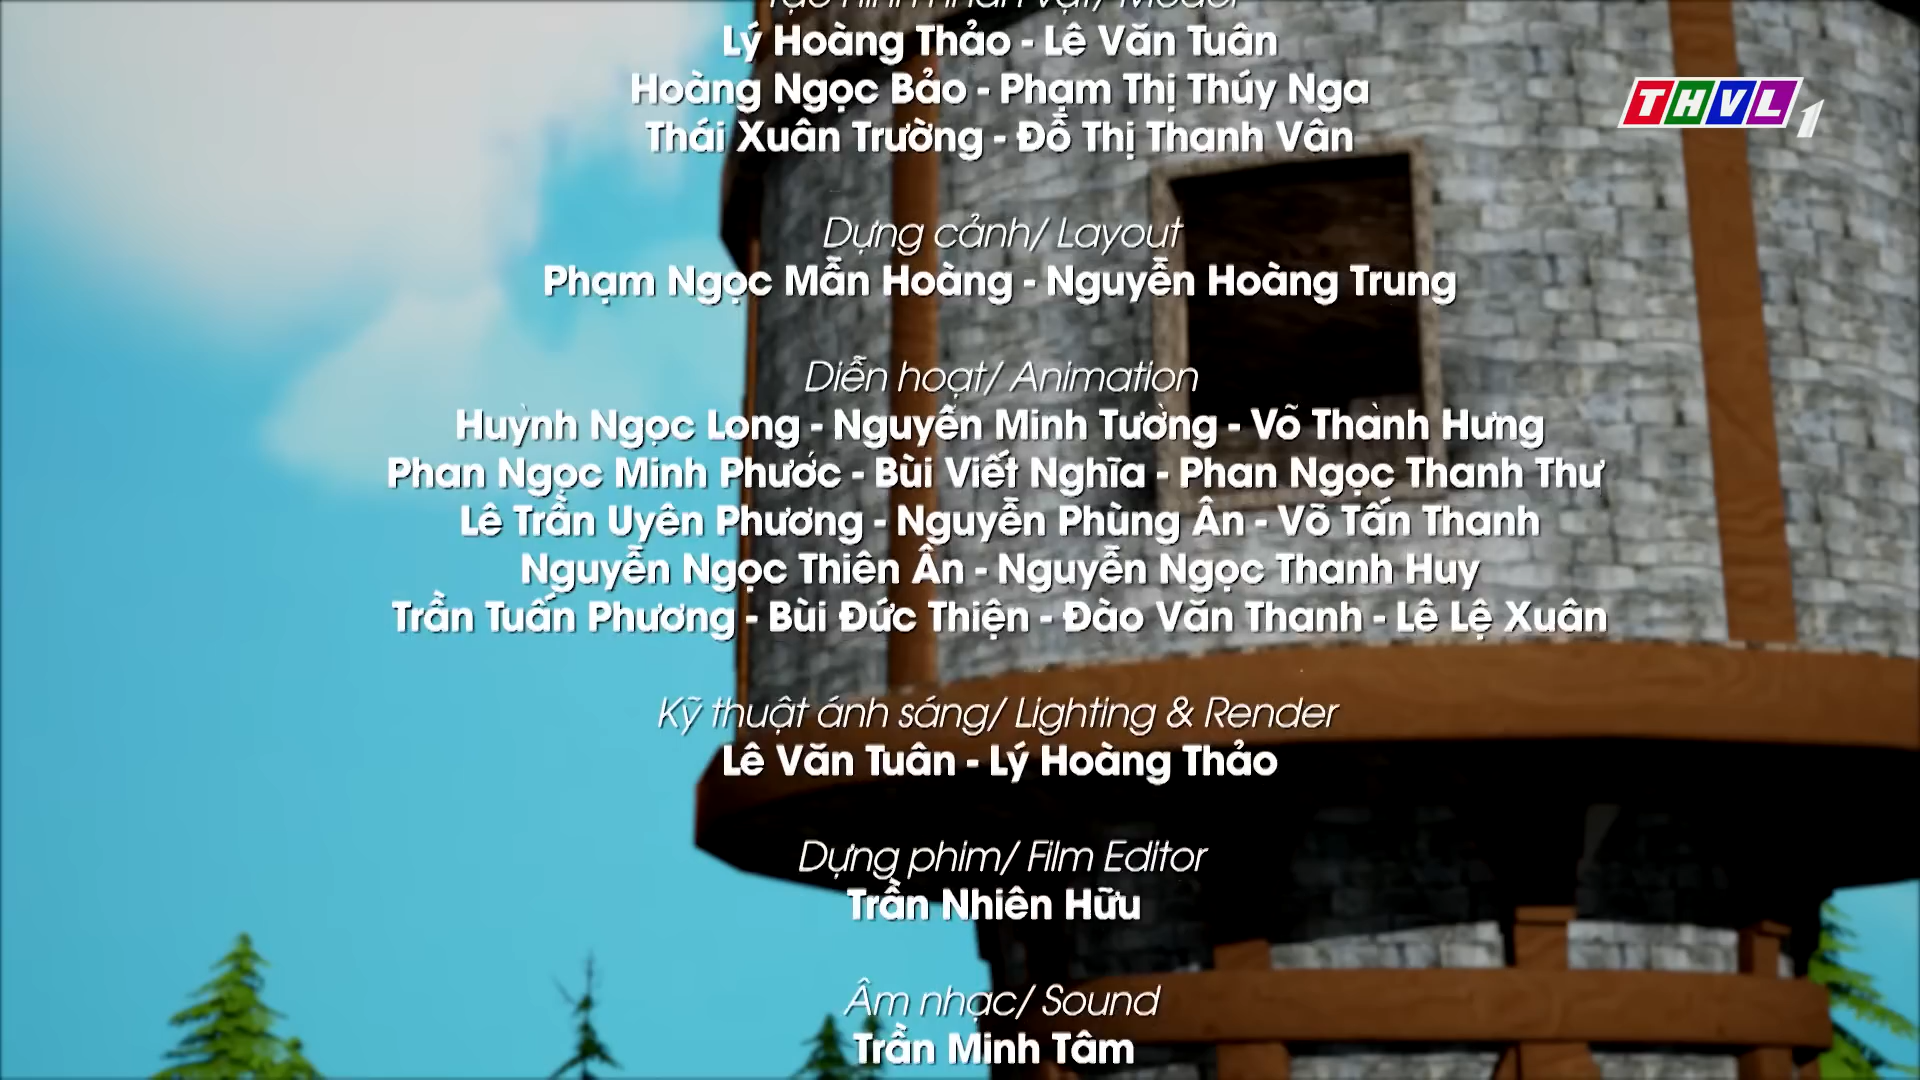 Tạo hình nhân vật/ Model
Lý Hoàng Thảo - Lê Văn Tuân
Hoàng Ngọc Bảo - Phạm Thị Thúy Nga
Thái Xuân Trường - Đỗ Thị Thanh Vân
THVL1
Dựng cảnh/ Layout
Phạm Ngọc Mẫn Hoàng - Nguyễn Hoàng Trung
Diễn hoạt/ Animation
Huỳnh Ngọc Long - Nguyễn Minh Tường - Võ Thành Hưng
Phan Ngọc Minh Phước - Bùi Viết Nghĩa - Phan Ngọc Thanh Thư
Lê Trần Uyên Phương - Nguyễn Phùng Ân - Võ Tấn Thanh
Nguyễn Ngọc Thiên Ân - Nguyễn Ngọc Thanh Huy
Trần Tuấn Phương - Bùi Đức Thiện - Đào Văn Thanh - Lê Lệ Xuân
Kỹ thuật ánh sáng/ Lighting & Render
Lê Văn Tuân - Lý Hoàng Thảo
Dựng phim/ Film Editor
Trần Nhiên Hữu
Âm nhạc/ Sound
Trần Minh Tâm